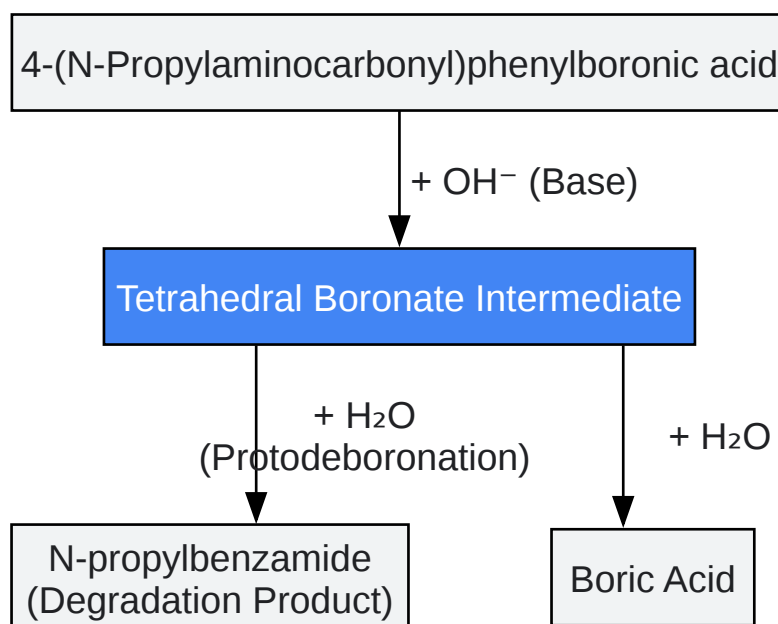 4-(N-Propylaminocarbonyl)phenylboronic acid
+ OH⁻ (Base)
Tetrahedral Boronate Intermediate
+ H₂O
(Protodeboronation)
+ H₂O
N-propylbenzamide
(Degradation Product)
Boric Acid